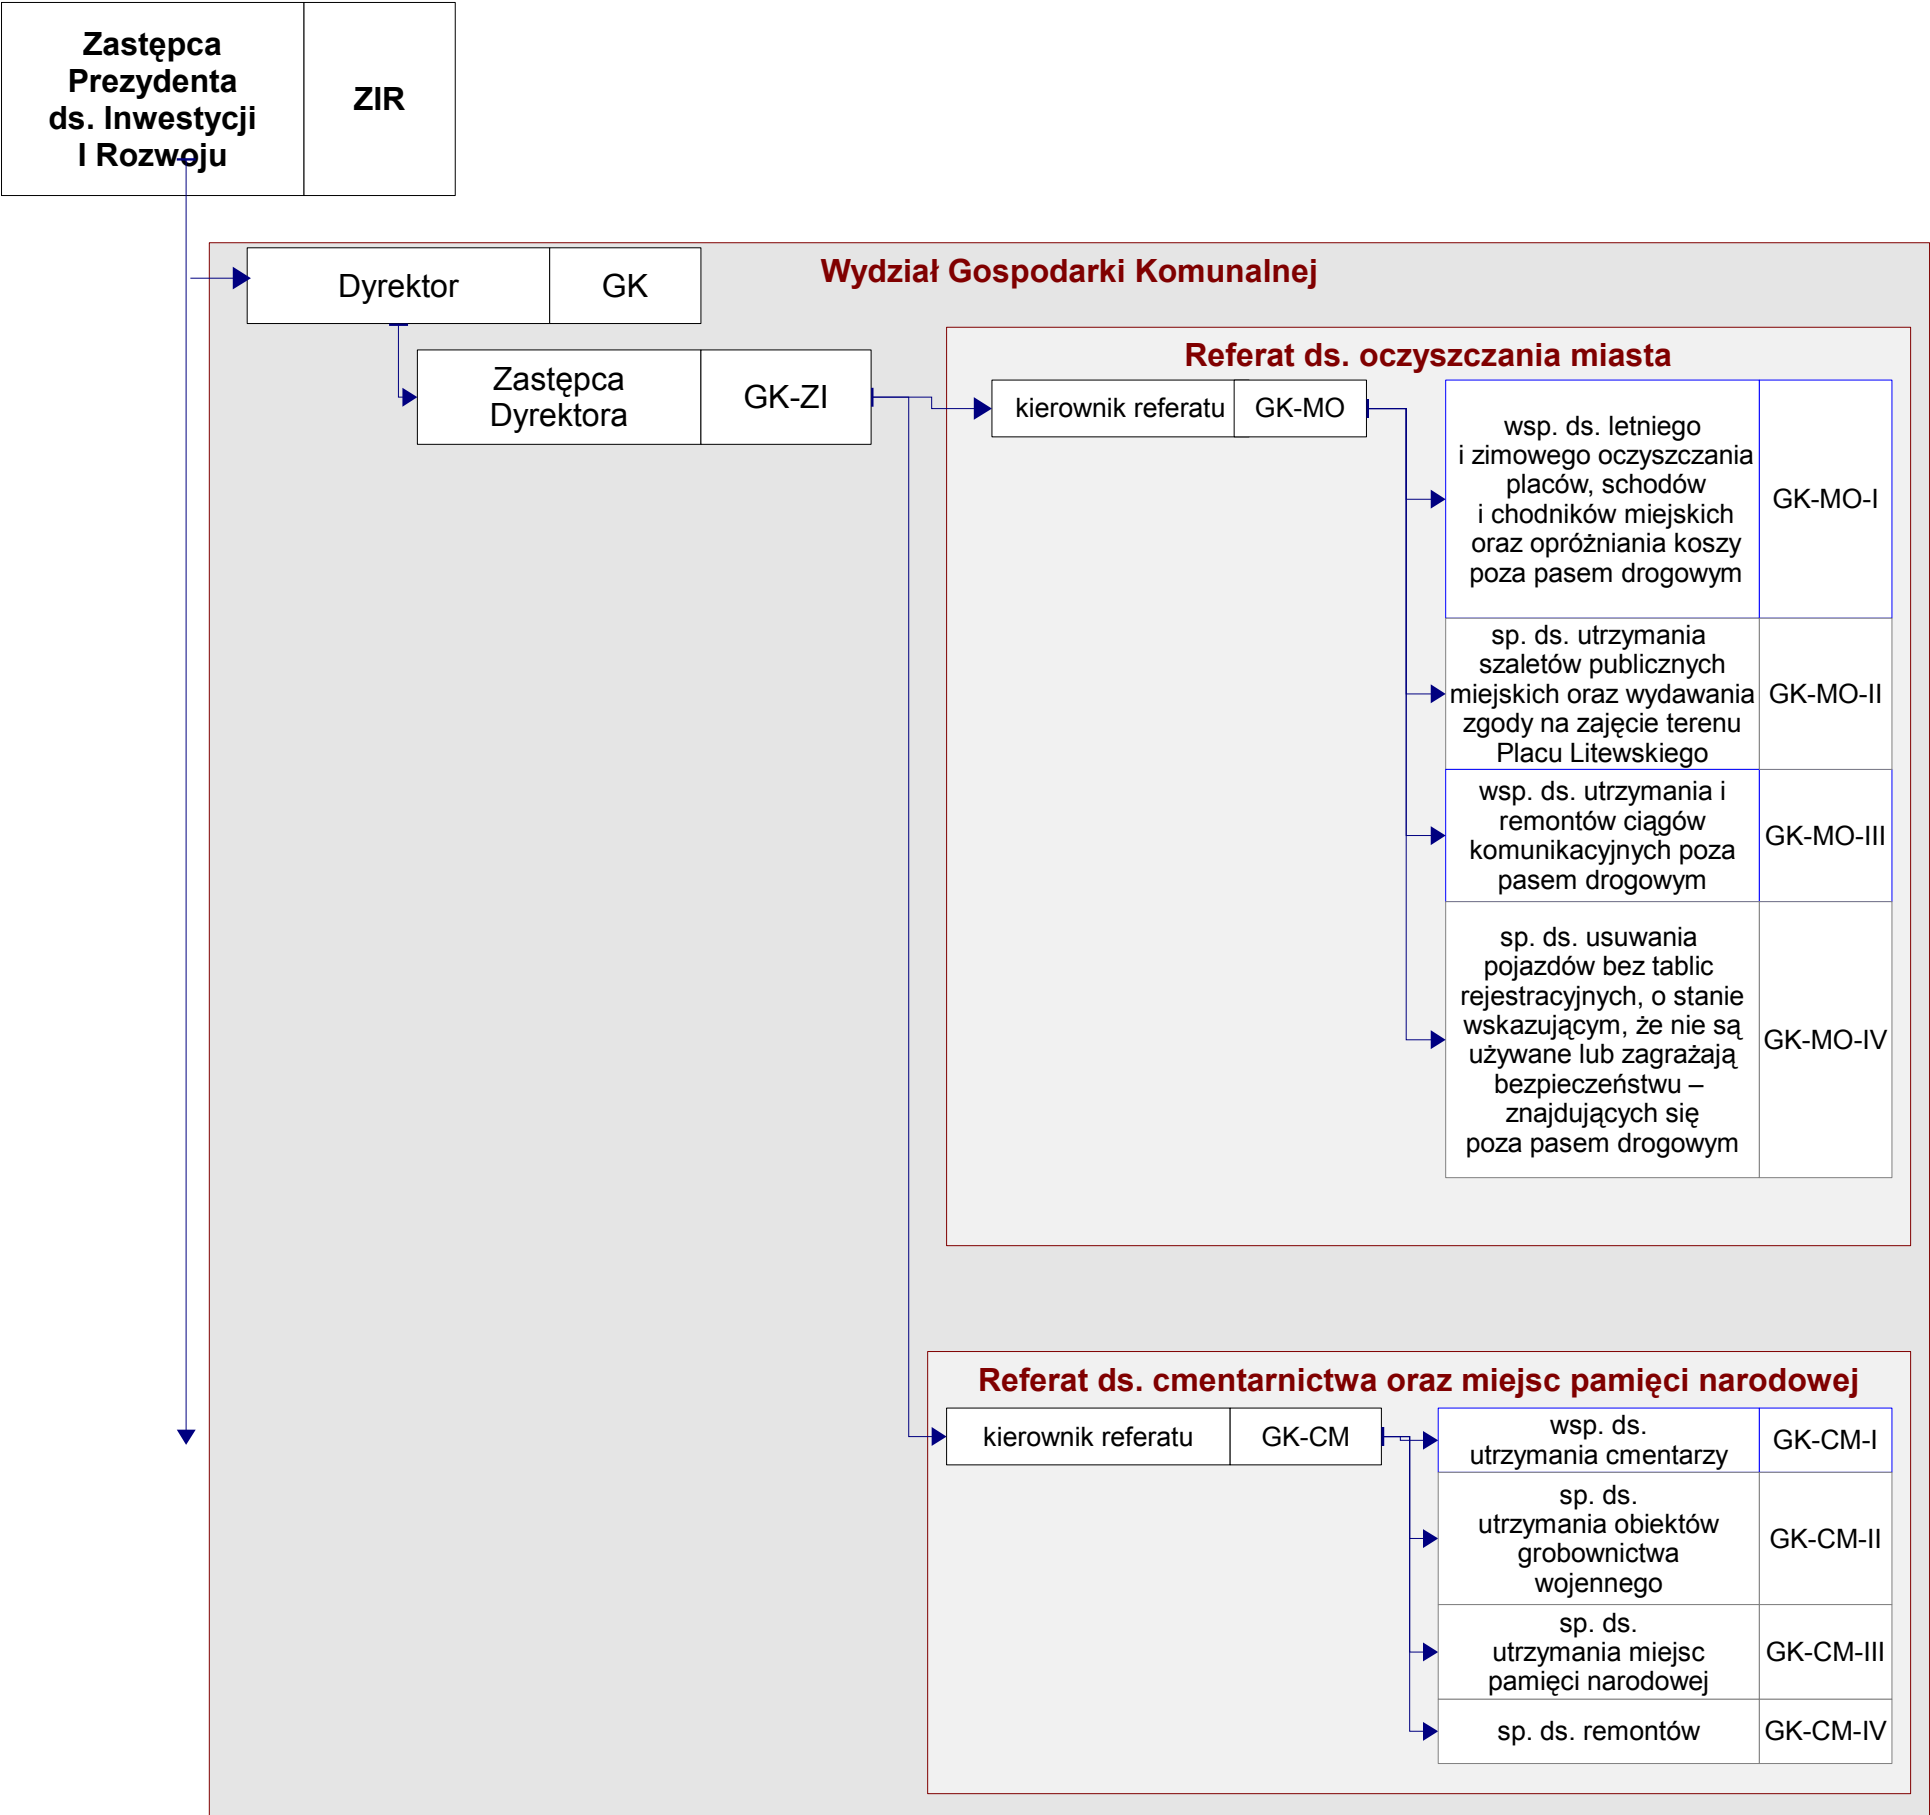 Zastępca
Prezydenta
ds. Inwestycji
I Rozwoju
ZIR
Wydział Gospodarki Komunalnej
Dyrektor
GK
Zastępca
Dyrektora
GK-ZI
Referat ds. oczyszczania miasta
kierownik referatu
GK-MO
wsp. ds. letniego
i zimowego oczyszczania
placów, schodów
i chodników miejskich
oraz opróżniania koszy
poza pasem drogowym
GK-MO-I
sp. ds. utrzymania
szaletów publicznych
miejskich oraz wydawania
zgody na zajęcie terenu
Placu Litewskiego
GK-MO-II
wsp. ds. utrzymania i
remontów ciągów
komunikacyjnych poza
pasem drogowym
GK-MO-III
sp. ds. usuwania
pojazdów bez tablic
rejestracyjnych, o stanie
wskazującym, że nie są
używane lub zagrażają
bezpieczeństwu –
znajdujących się
poza pasem drogowym
GK-MO-IV
Referat ds. cmentarnictwa oraz miejsc pamięci narodowej
kierownik referatu
GK-CM
wsp. ds.
utrzymania cmentarzy
GK-CM-I
sp. ds.
utrzymania obiektów
grobownictwa
wojennego
GK-CM-II
sp. ds.
utrzymania miejsc
pamięci narodowej
GK-CM-III
sp. ds. remontów
GK-CM-IV